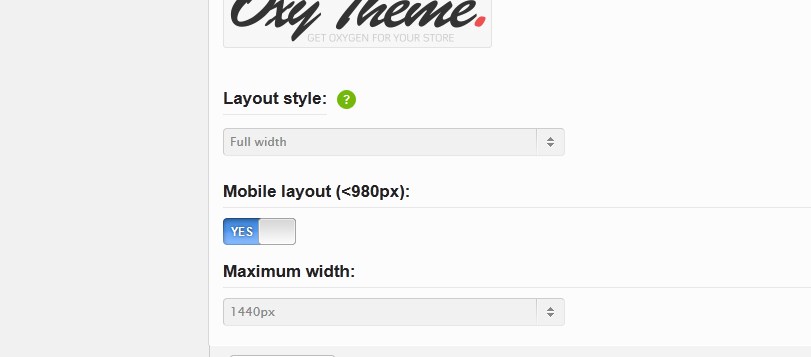 Oxy Theme.
GET OXYGEN FOR YOUR STORE
Layout style: ?
Full width
Mobile layout (<980px):
YES
Maximum width:
1440px